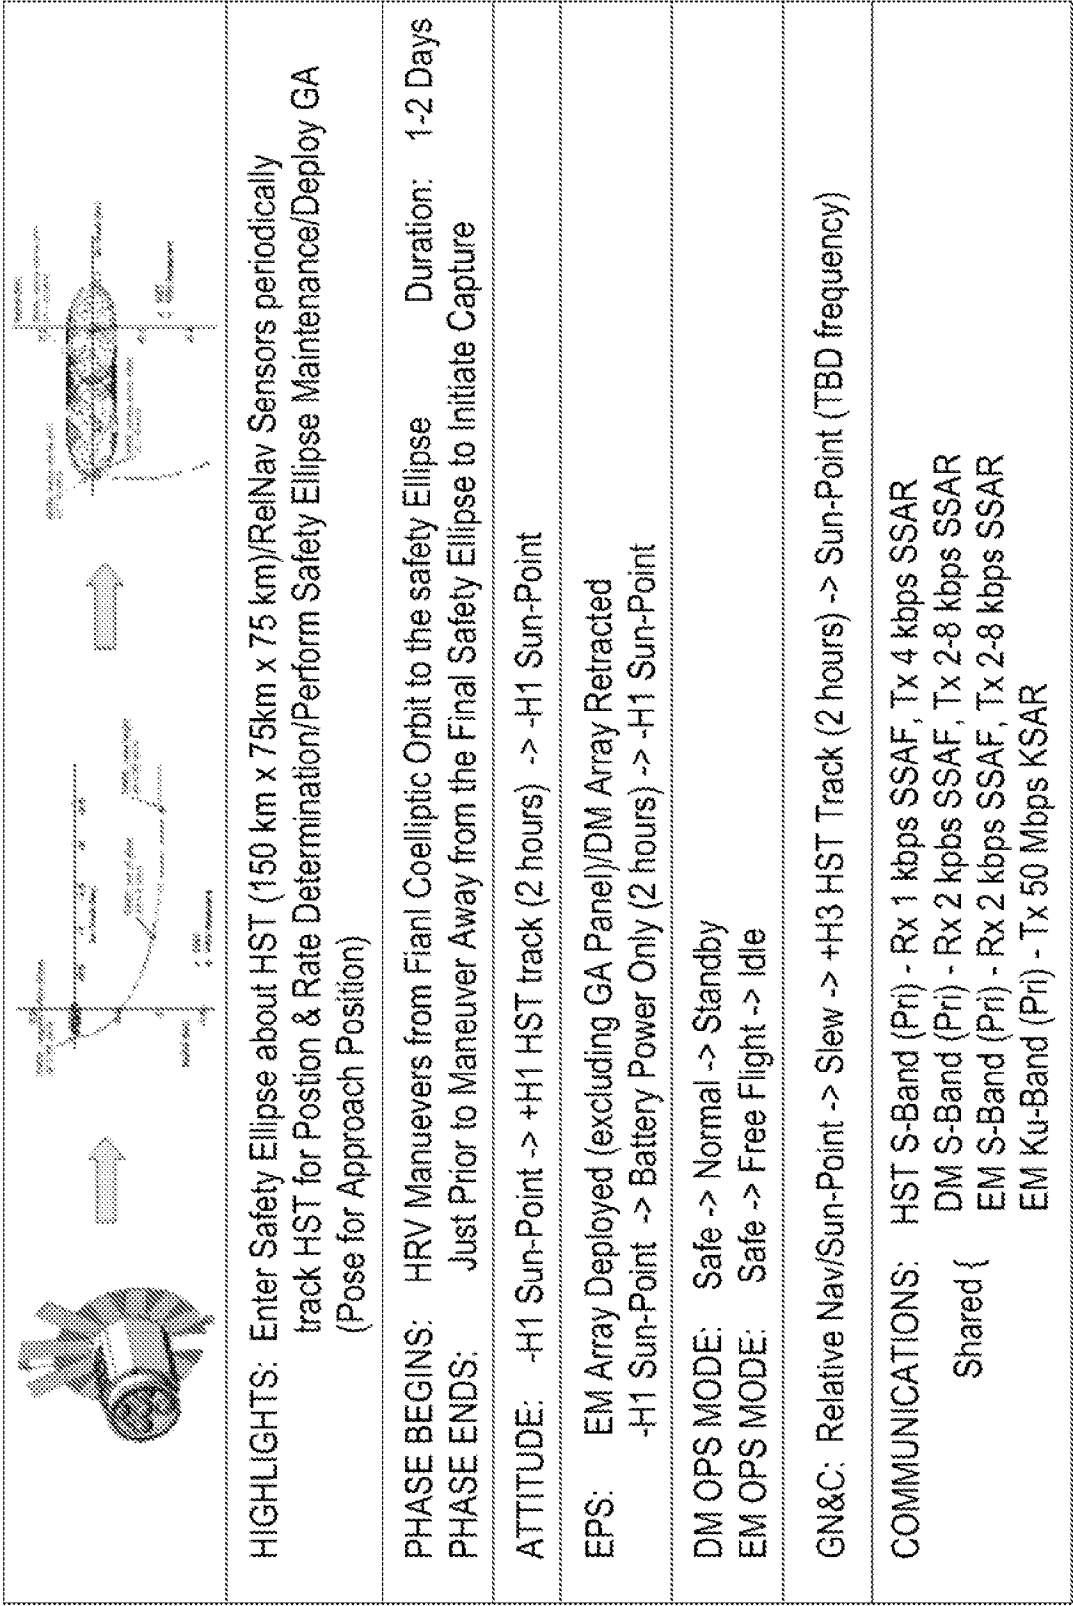 HIGHLIGHTS: Enter Safety Ellipse about HST (150 km x 75km x 75 km)/RelNav Sensors periodically
track HST for Postion & Rate Determination/Perform Safety Ellipse Maintenance/Deploy GA
(Pose for Approach Position)
PHASE BEGINS: HRV Manuevers from Fianl Coelliptic Orbit to the safety Ellipse Duration: 1-2 Days
PHASE ENDS: Just Prior to Maneuver Away from the Final Safety Ellipse to Initiate Capture
ATTITUDE: -H1 Sun-Point -> +H1 HST track (2 hours) -> -H1 Sun-Point
EPS: EM Array Deployed (excluding GA Panel)/DM Array Retracted
-H1 Sun-Point -> Battery Power Only (2 hours) -> -H1 Sun-Point
DM OPS MODE: Safe -> Normal -> Standby
EM OPS MODE: Safe -> Free Flight -> Idle
GN&C: Relative Nav/Sun-Point -> Slew -> +H3 HST Track (2 hours) -> Sun-Point (TBD frequency)
COMMUNICATIONS: HST S-Band (Pri) - Rx 1 kbps SSAF, Tx 4 kbps SSAR
DM S-Band (Pri) - Rx 2 kpbs SSAF, Tx 2-8 kbps SSAR
Shared { EM S-Band (Pri) - Rx 2 kbps SSAF, Tx 2-8 kbps SSAR
EM Ku-Band (Pri) - Tx 50 Mbps KSAR